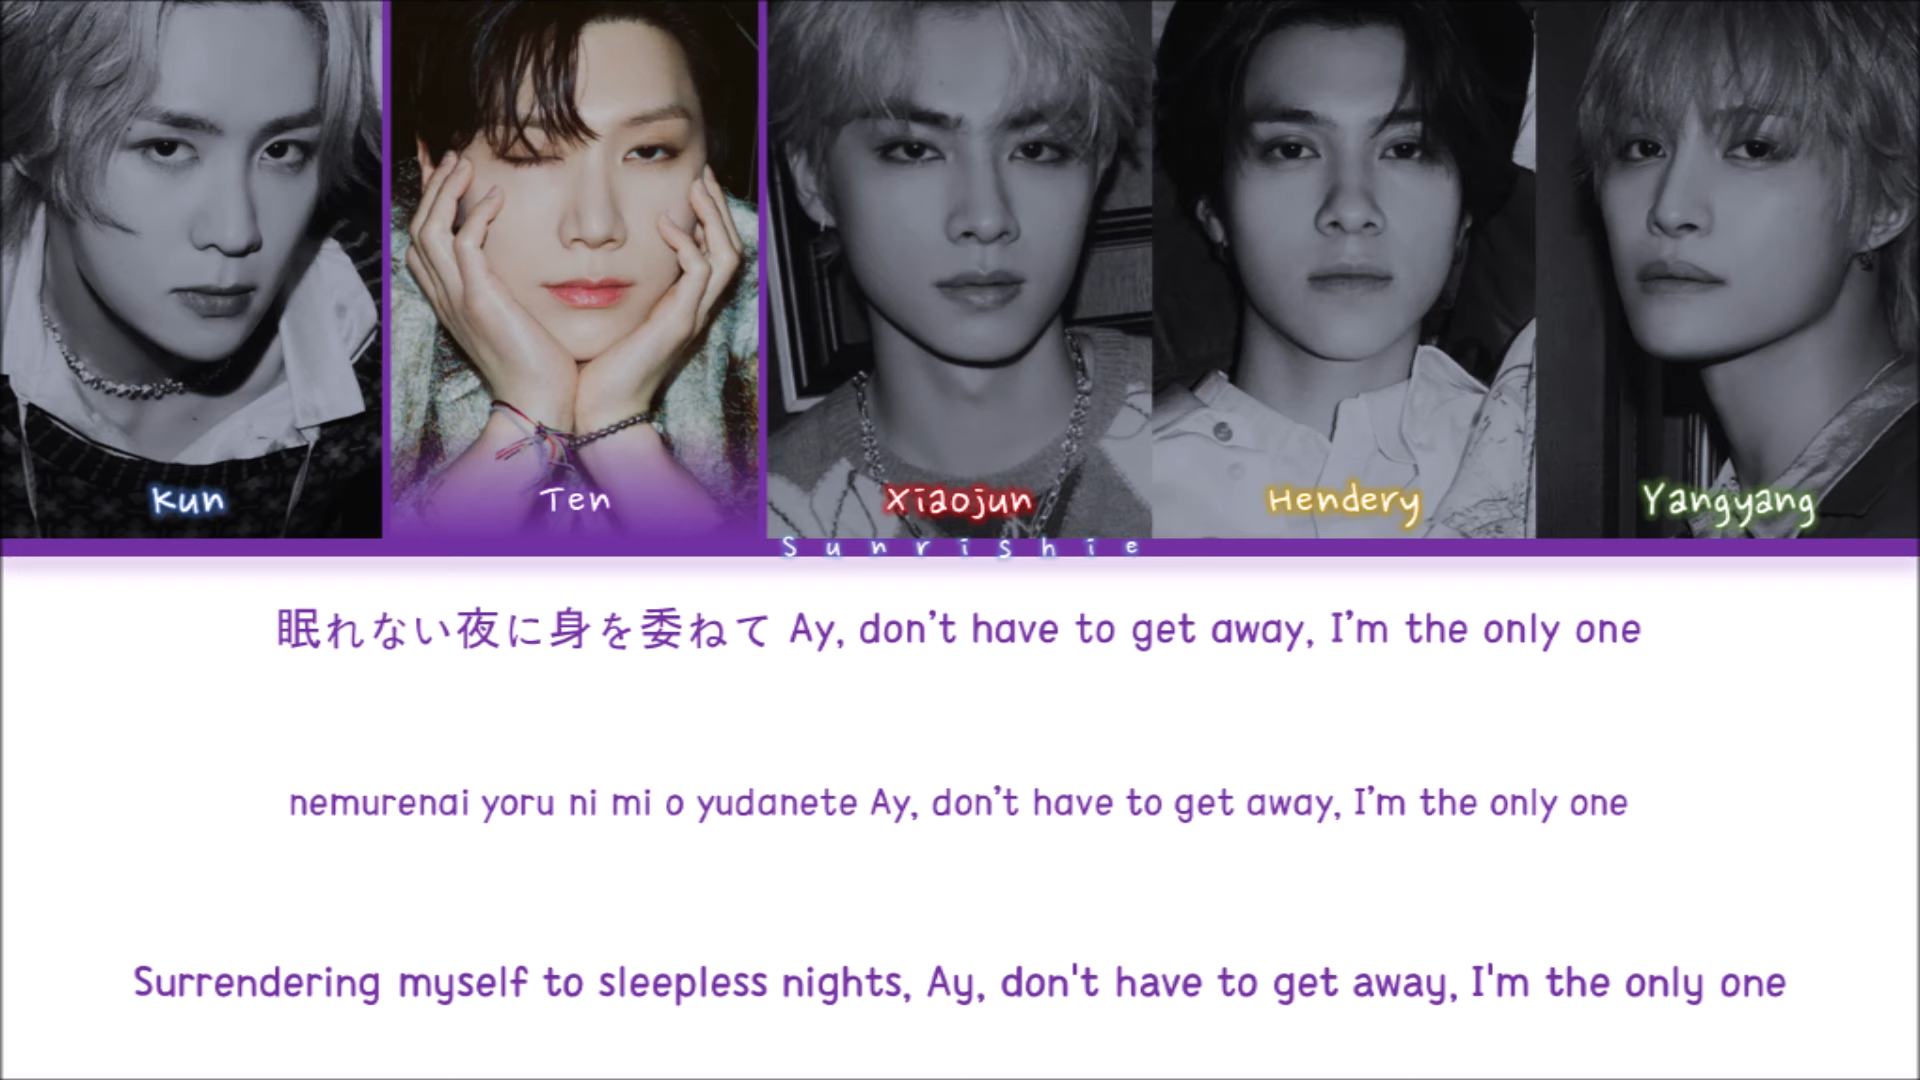 Kun
Ten
Xiaojun
Hendery
Yangyang
Sunrishie
眠れない夜に身を委ねて Ay, don’t have to get away, I’m the only one
nemurenai yoru ni mi o yudanete Ay, don’t have to get away, I’m the only one
Surrendering myself to sleepless nights, Ay, don't have to get away, I'm the only one